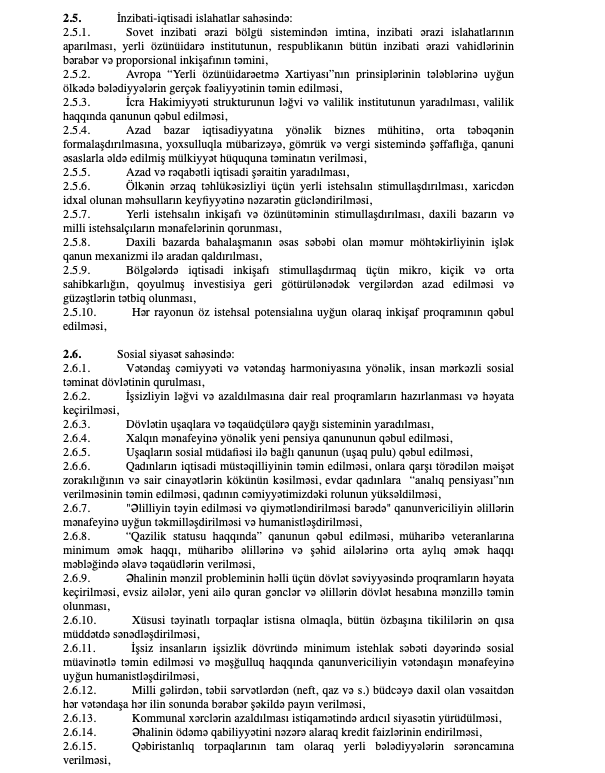 2.5. İnzibati-iqtisadi islahatlar sahəsində:
2.5.1. Sovet inzibati ərazi bölgü sistemindən imtina, inzibati ərazi islahatlarının
aparılması, yerli özünüidarə institutunun, respublikanın bütün inzibati ərazi vahidlərinin
bərabər və proporsional inkişafının təmini,
2.5.2. Avropa “Yerli özünüidarəetmə Xartiyası”nın prinsiplərinin tələblərinə uyğun
ölkədə bələdiyyələrin gerçək fəaliyyətinin təmin edilməsi,
2.5.3. İcra Hakimiyyəti strukturunun ləğvi və valilik institutunun yaradılması, valilik
haqqında qanunun qəbul edilməsi,
2.5.4. Azad bazar iqtisadiyyatına yönəlik biznes mühitinə, orta təbəqənin
formalaşdırılmasına, yoxsulluqla mübarizəyə, gömrük və vergi sistemində şəffaflığa, qanuni
əsaslarla əldə edilmiş mülkiyyət hüququna təminatın verilməsi,
2.5.5. Azad və rəqabətli iqtisadi şəraitin yaradılması,
2.5.6. Ölkənin ərzaq təhlükəsizliyi üçün yerli istehsalın stimullaşdırılması, xaricdən
idxal olunan məhsulların keyfiyyətinə nəzarətin gücləndirilməsi,
2.5.7. Yerli istehsalın inkişafı və özünütəminin stimullaşdırılması, daxili bazarın və
milli istehsalçıların mənafelərinin qorunması,
2.5.8. Daxili bazarda bahalaşmanın əsas səbəbi olan məmur möhtəkirliyinin işlək
qanun mexanizmi ilə aradan qaldırılması,
2.5.9. Bölgələrdə iqtisadi inkişafı stimullaşdırmaq üçün mikro, kiçik və orta
sahibkarlığın, qoyulmuş investisiya geri götürülənədək vergilərdən azad edilməsi və
güzəştlərin tətbiq olunması,
2.5.10. Hər rayonun öz istehsal potensialına uyğun olaraq inkişaf proqramının qəbul
edilməsi,
2.6. Sosial siyasət sahəsində:
2.6.1. Vətəndaş cəmiyyəti və vətəndaş harmoniyasına yönəlik, insan mərkəzli sosial
təminat dövlətinin qurulması,
2.6.2. İşsizliyin ləğvi və azaldılmasına dair real proqramların hazırlanması və həyata
keçirilməsi,
2.6.3. Dövlətin uşaqlara və təqaüdçülərə qayğı sisteminin yaradılması,
2.6.4. Xalqın mənafeyinə yönəlik yeni pensiya qanununun qəbul edilməsi,
2.6.5. Uşaqların sosial müdafiəsi ilə bağlı qanunun (uşaq pulu) qəbul edilməsi,
2.6.6. Qadınların iqtisadi müstəqilliyinin təmin edilməsi, onlara qarşı törədilən məişət
zorakılığının və sair cinayətlərin kökünün kəsilməsi, evdar qadınlara “analıq pensiyası”nın
verilməsinin təmin edilməsi, qadının cəmiyyətimizdəki rolunun yüksəldilməsi,
2.6.7. "Əlilliyin təyin edilməsi və qiymətləndirilməsi barədə" qanunvericiliyin əlillərin
mənafeyinə uyğun təkmilləşdirilməsi və humanistləşdirilməsi,
2.6.8. “Qazilik statusu haqqında” qanunun qəbul edilməsi, müharibə veteranlarına
minimum əmək haqqı, müharibə əlillərinə və şəhid ailələrinə orta aylıq əmək haqqı
məbləğində əlavə təqaüdlərin verilməsi,
2.6.9. Əhalinin mənzil probleminin həlli üçün dövlət səviyyəsində proqramların həyata
keçirilməsi, evsiz ailələr, yeni ailə quran gənclər və əlillərin dövlət hesabına mənzillə təmin
olunması,
2.6.10. Xüsusi təyinatlı torpaqlar istisna olmaqla, bütün özbaşına tikililərin ən qısa
müddətdə sənədləşdirilməsi,
2.6.11. İşsiz insanların işsizlik dövründə minimum istehlak səbəti dəyərində sosial
müavinətlə təmin edilməsi və məşğulluq haqqında qanunvericiliyin vətəndaşın mənafeyinə
uyğun humanistləşdirilməsi,
2.6.12. Milli gəlirdən, təbii sərvətlərdən (neft, qaz və s.) büdcəyə daxil olan vəsaitdən
hər vətəndaşa hər ilin sonunda bərabər şəkildə payın verilməsi,
2.6.13. Kommunal xərclərin azaldılması istiqamətində ardıcıl siyasətin yürüdülməsi,
2.6.14. Əhalinin ödəmə qabiliyyətini nəzərə alaraq kredit faizlərinin endirilməsi,
2.6.15. Qəbiristanlıq torpaqlarının tam olaraq yerli bələdiyyələrin sərəncamına
verilməsi,